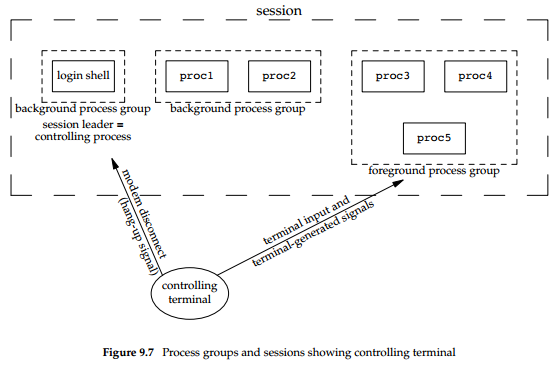 session
login shell
proc1
proc2
proc3
proc4
proc5
background process group
session leader =
controlling process
background process group
foreground process group
modem disconnect
(hang-up signal)
terminal input and
terminal-generated signals
controlling
terminal
Figure 9.7 Process groups and sessions showing controlling terminal